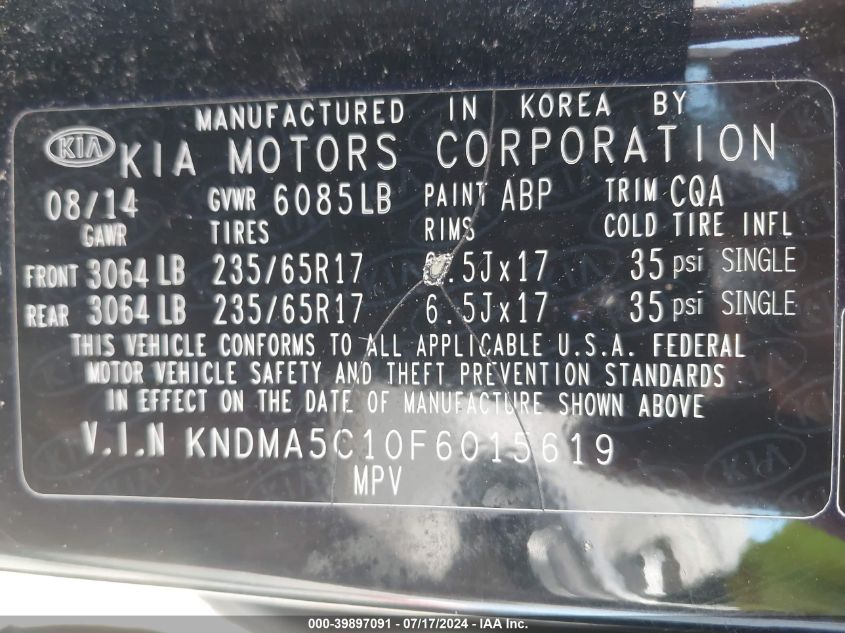 MANUFACTURED IN KOREA BY
KIA KIA MOTORS CORPORATION
08/14 GVWR 6085LB PAINT ABP TRIM CQA
GAWR TIRES RIMS COLD TIRE INFL
FRONT 3064 LB 235/65R17 .5Jx17 35 psi SINGLE
REAR 3064 LB 235/65R17 6.5Jx17 35 psi SINGLE
THIS VEHICLE CONFORMS TO ALL APPLICABLE U.S.A. FEDERAL
MOTOR VEHICLE SAFETY AND THEFT PREVENTION STANDARDS
IN EFFECT ON THE DATE OF MANUFACTURE SHOWN ABOVE
V.I.N KNDMA5C10F6015619
MPV
000-39897091 - 07/17/2024 - IAA Inc.